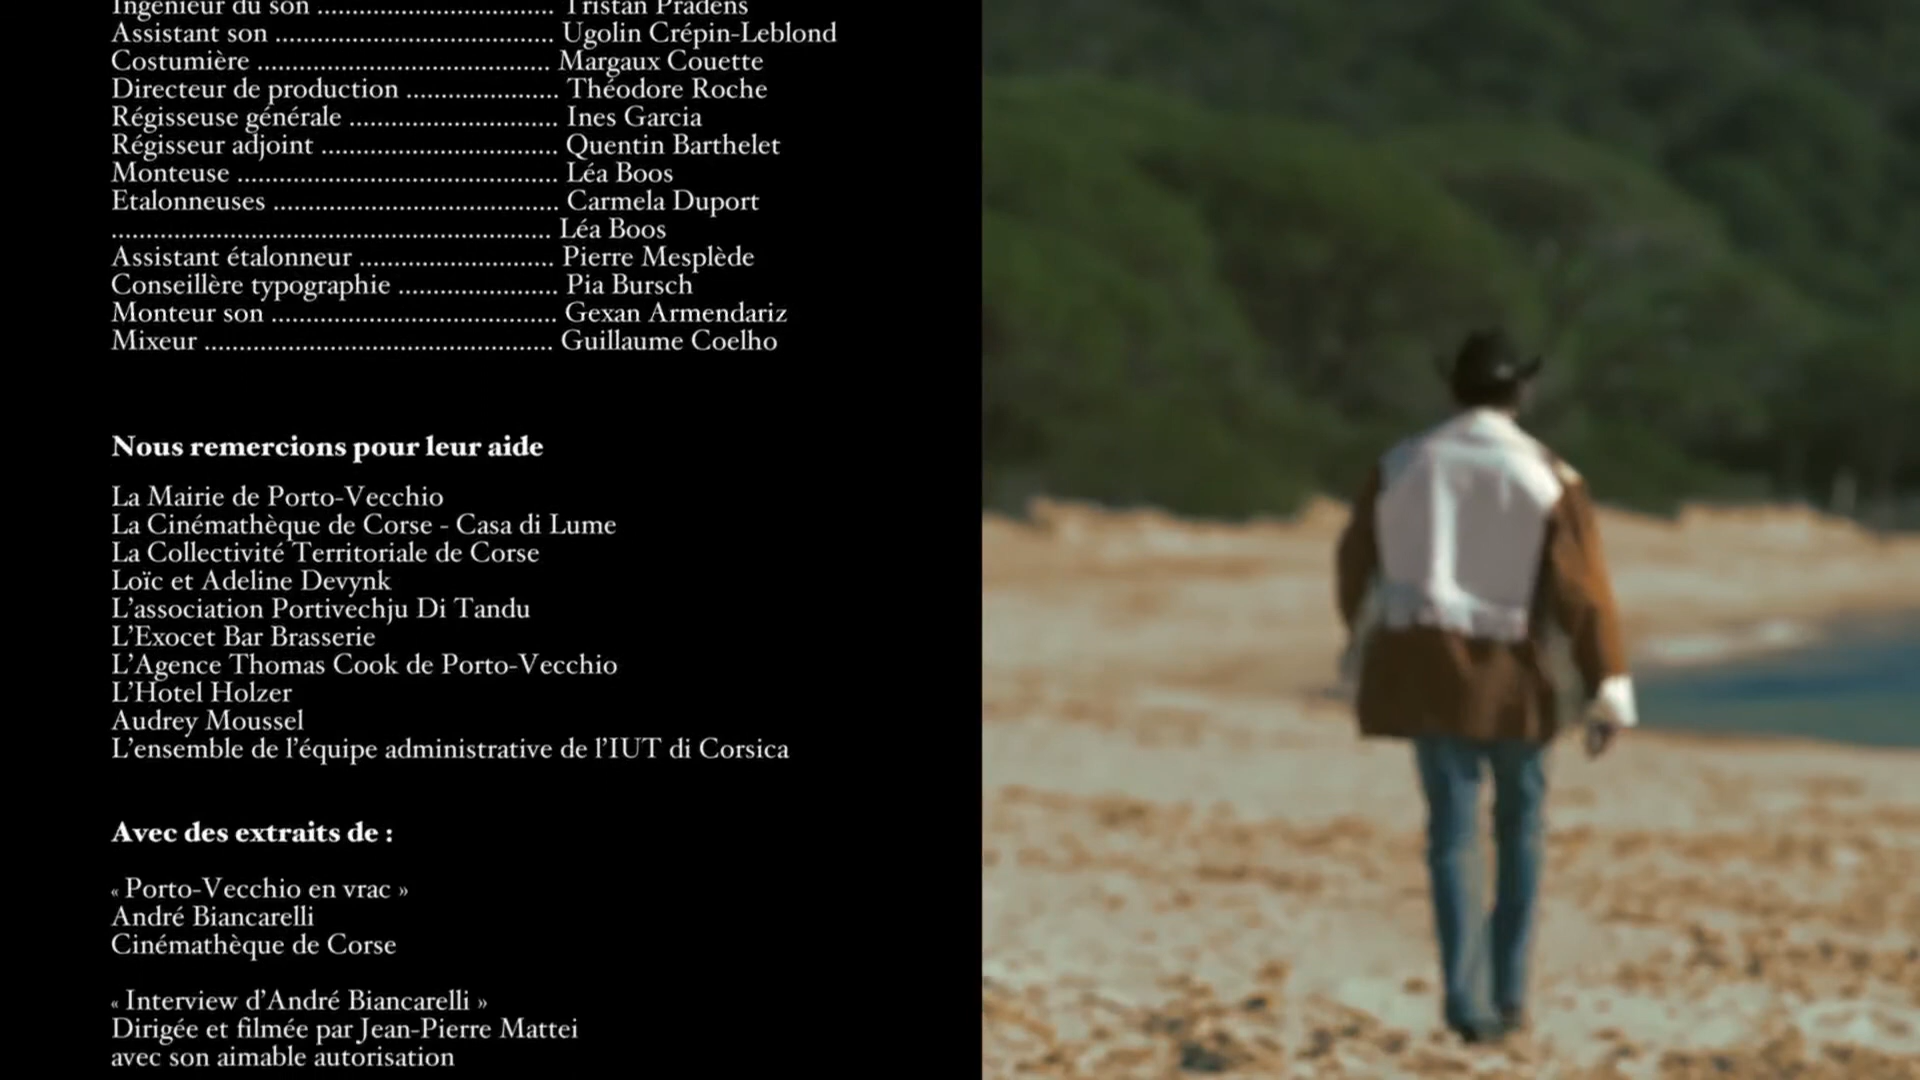 Ingénieur du son .................................. Tristan Pradens
Assistant son ........................................ Ugolin Crépin-Leblond
Costumière .......................................... Margaux Couette
Directeur de production ...................... Théodore Roche
Régisseuse générale .............................. Ines Garcia
Régisseur adjoint .................................. Quentin Barthelet
Monteuse .............................................. Léa Boos
Etalonneuses ......................................... Carmela Duport
............................................................... Léa Boos
Assistant étalonneur ............................ Pierre Mesplède
Conseillère typographie ....................... Pia Bursch
Monteur son ......................................... Gexan Armendariz
Mixeur .................................................. Guillaume Coelho
Nous remercions pour leur aide
La Mairie de Porto-Vecchio
La Cinémathèque de Corse - Casa di Lume
La Collectivité Territoriale de Corse
Loïc et Adeline Devynk
L’association Portivechju Di Tandu
L’Exocet Bar Brasserie
L’Agence Thomas Cook de Porto-Vecchio
L’Hotel Holzer
Audrey Moussel
L’ensemble de l’équipe administrative de l’IUT di Corsica
Avec des extraits de :
« Porto-Vecchio en vrac »
André Biancarelli
Cinémathèque de Corse
« Interview d’André Biancarelli »
Dirigée et filmée par Jean-Pierre Mattei
avec son aimable autorisation